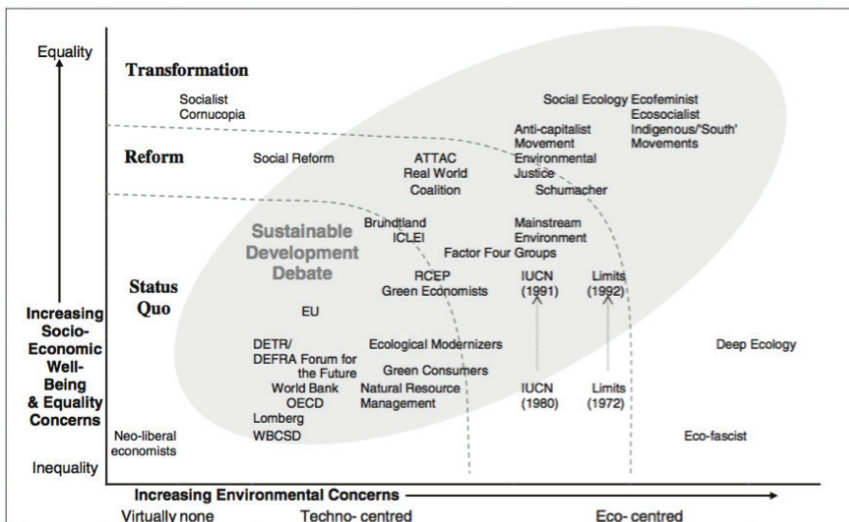 Equality
Transformation
Socialist
Cornucopia
Social Ecology Ecofeminist
Ecosocialist
Anti-capitalist Indigenous/'South'
Movement Movements
Reform Social Reform ATTAC Environmental
Real World Justice
Coalition Schumacher
Sustainable
Development
Debate
Brundtland
ICLEI
Mainstream
Environment
Factor Four Groups
Status
Quo
RCEP
Green Economists
IUCN
(1991)
Limits
(1992)
EU
Increasing
Socio-
Economic
Well-
Being
& Equality
Concerns
DETR/
DEFRA Forum for
the Future
Ecological Modernizers
Deep Ecology
Green Consumers
World Bank
OECD
Natural Resource
Management
IUCN
(1980)
Limits
(1972)
Lomberg
WBCSD
Neo-liberal
economists
Eco-fascist
Inequality
Increasing Environmental Concerns
Virtually none Techno- centred Eco- centred